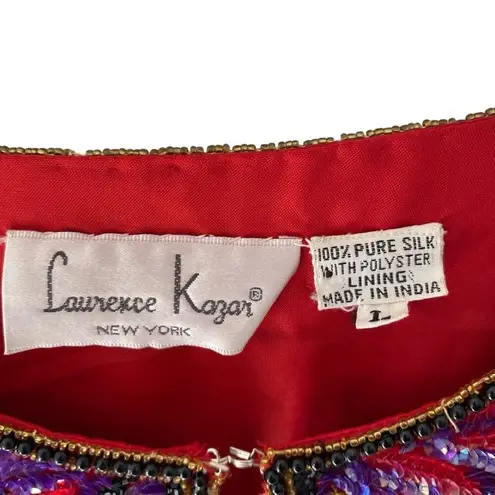 Laurence Kazar®
NEW YORK
100% PURE SILK
WITH POLYSTER
LINING
MADE IN INDIA
L